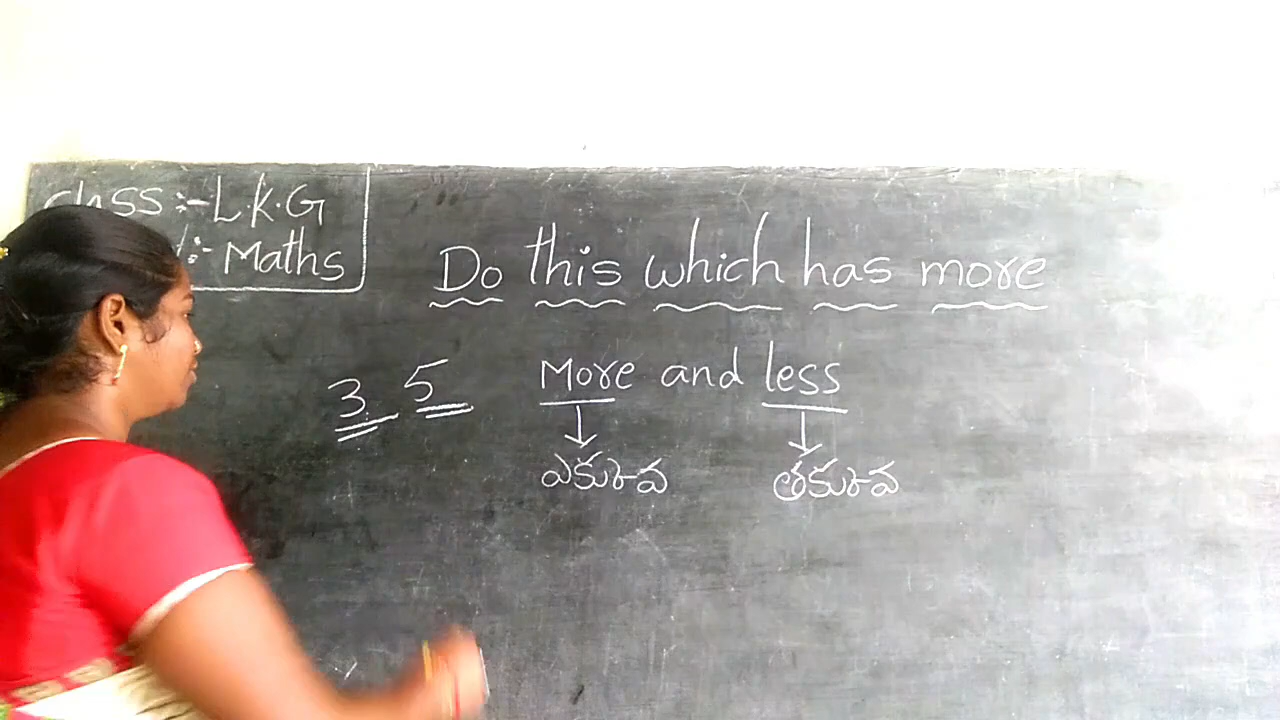 class :- L.K.G
:- Maths
Do this which has more
3 5 More and less
ఎక్కువ తక్కువ